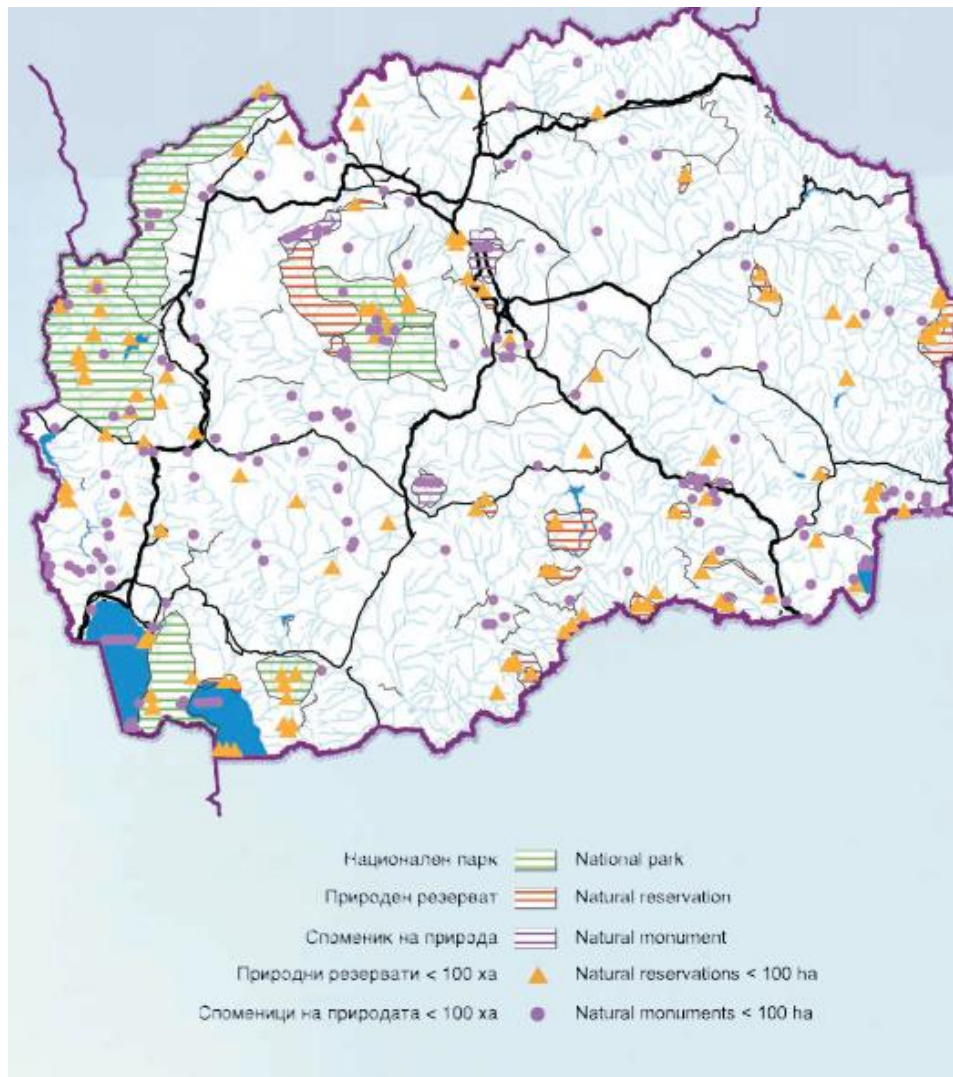 Национален парк National park
Природен резерват Natural reservation
Споменик на природа Natural monument
Природни резервати < 100 ха Natural reservations < 100 ha
Споменици на природата < 100 ха Natural monuments < 100 ha